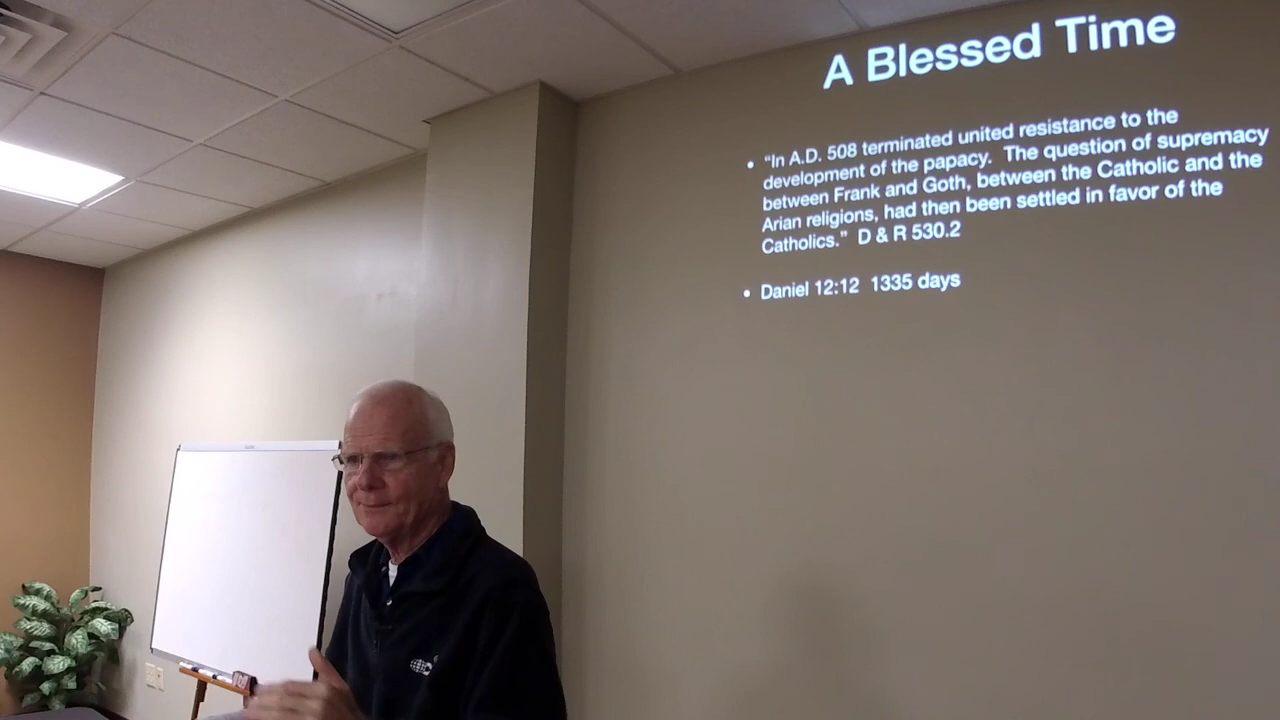 A Blessed Time
• “In A.D. 508 terminated united resistance to the
development of the papacy. The question of supremacy
between Frank and Goth, between the Catholic and the
Arian religions, had then been settled in favor of the
Catholics.” D & R 530.2
• Daniel 12:12 1335 days